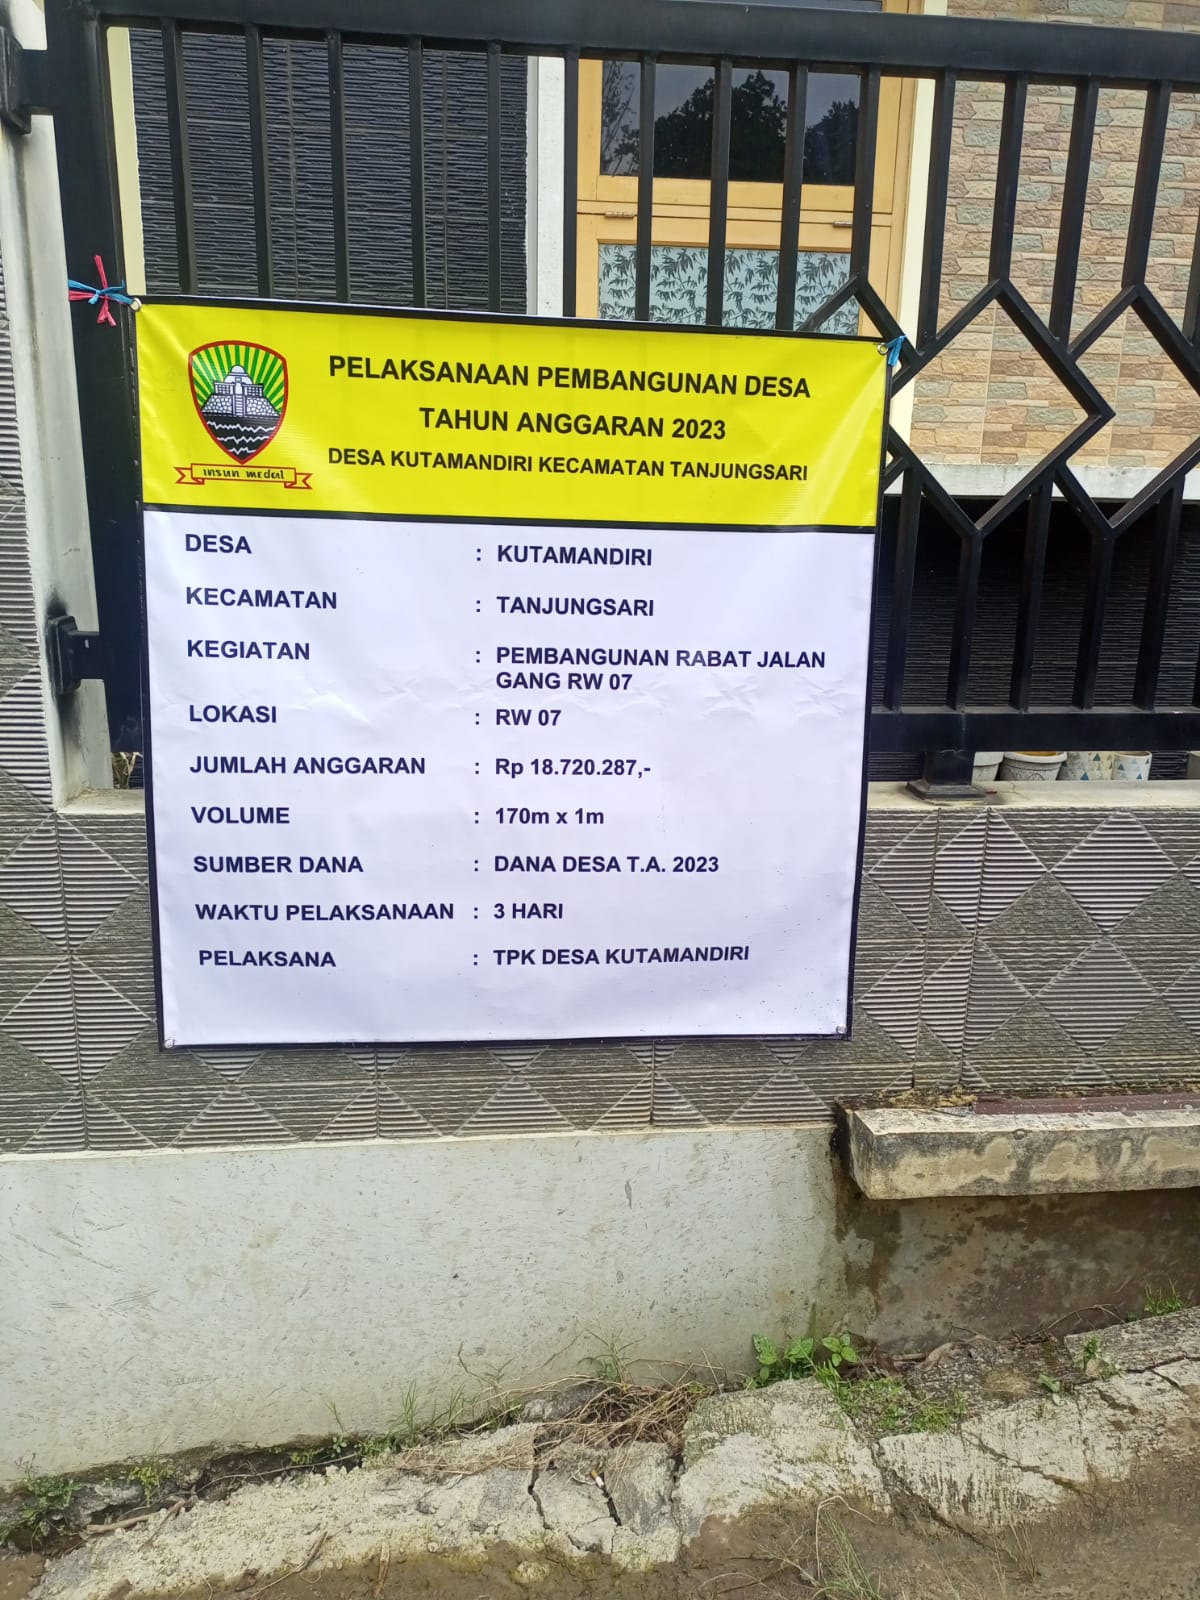 PELAKSANAAN PEMBANGUNAN DESA
TAHUN ANGGARAN 2023
DESA KUTAMANDIRI KECAMATAN TANJUNGSARI
insun medal
DESA : KUTAMANDIRI
KECAMATAN : TANJUNGSARI
KEGIATAN : PEMBANGUNAN RABAT JALAN
GANG RW 07
LOKASI : RW 07
JUMLAH ANGGARAN : Rp 18.720.287,-
VOLUME : 170m x 1m
SUMBER DANA : DANA DESA T.A. 2023
WAKTU PELAKSANAAN : 3 HARI
PELAKSANA : TPK DESA KUTAMANDIRI